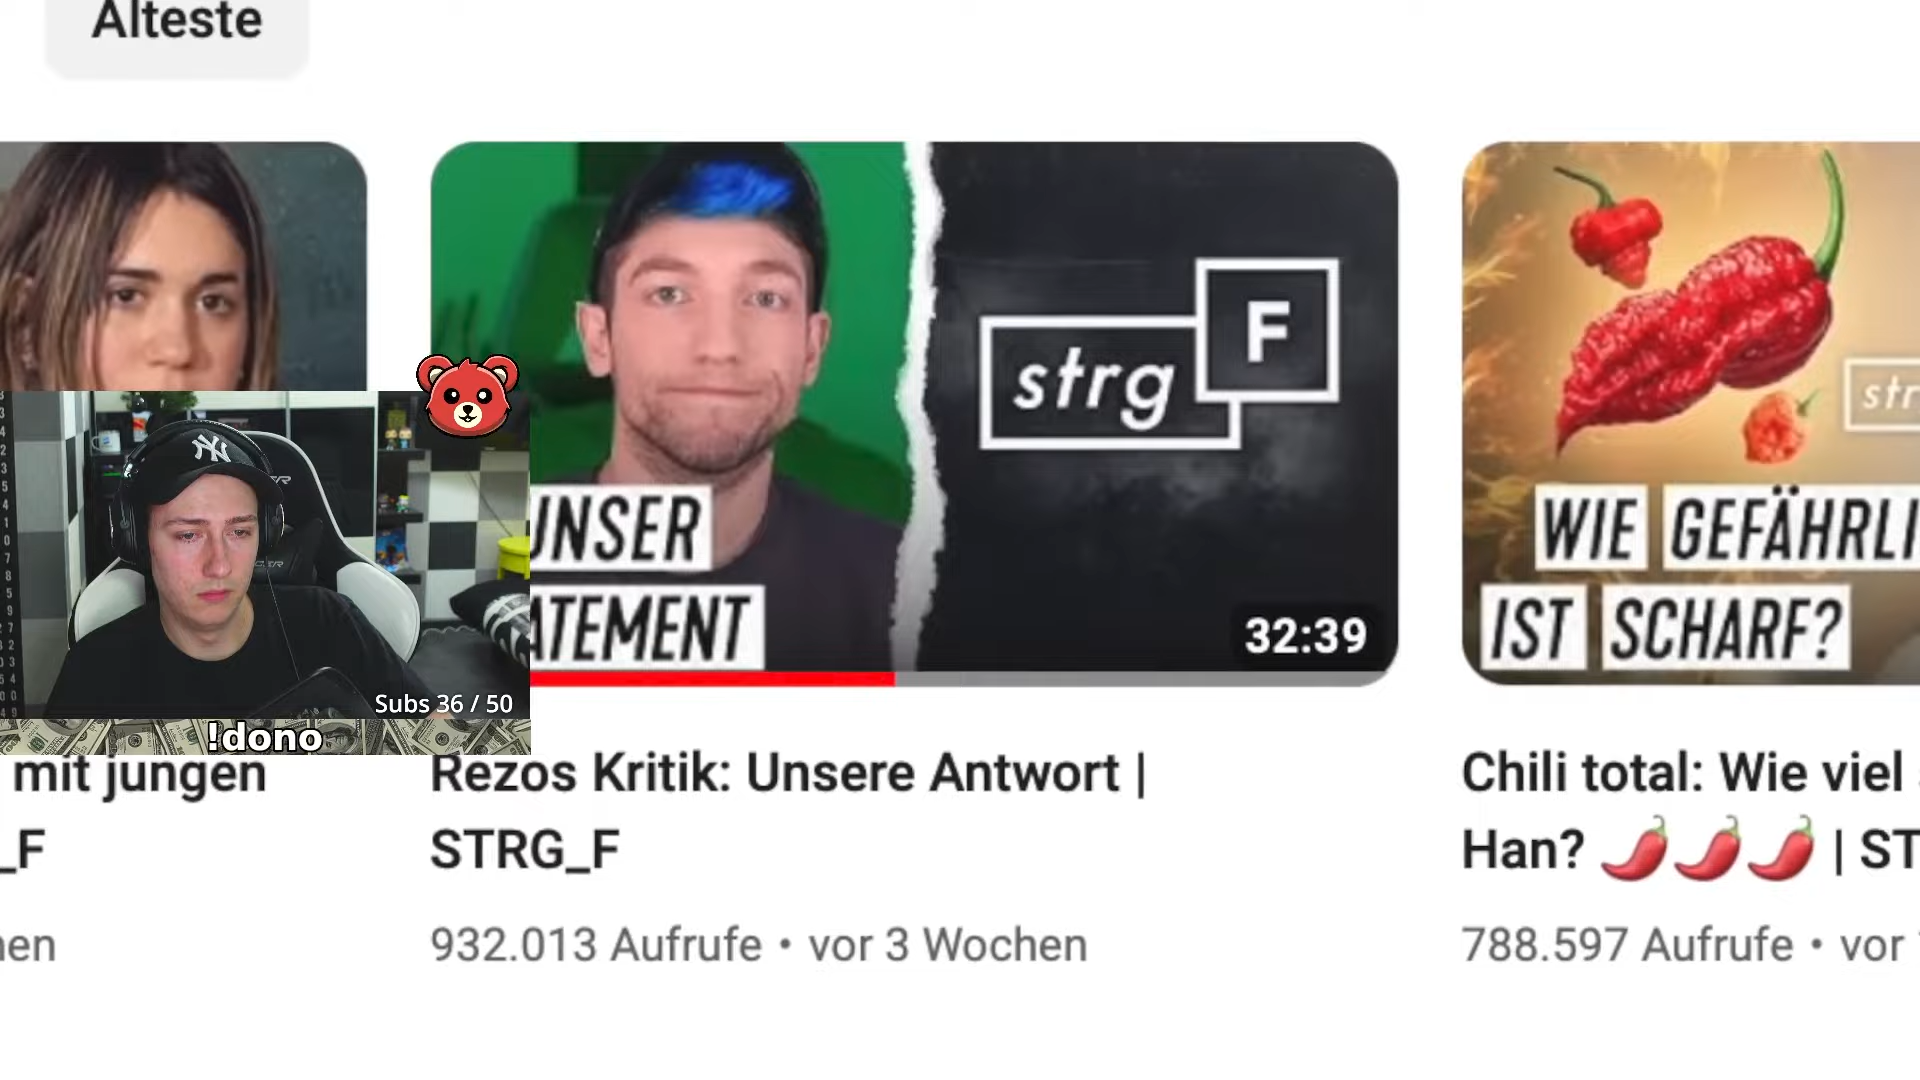 Älteste
strg
F
UNSER
ATEMENT
32:39
WIE GEFÄHRLI
IST SCHARF?
str
NY
Subs 36 / 50
!dono
mit jungen
_F
Rezos Kritik: Unsere Antwort |
STRG_F
932.013 Aufrufe • vor 3 Wochen
Chili total: Wie viel
Han? 🌶️🌶️🌶️ | ST
788.597 Aufrufe • vor